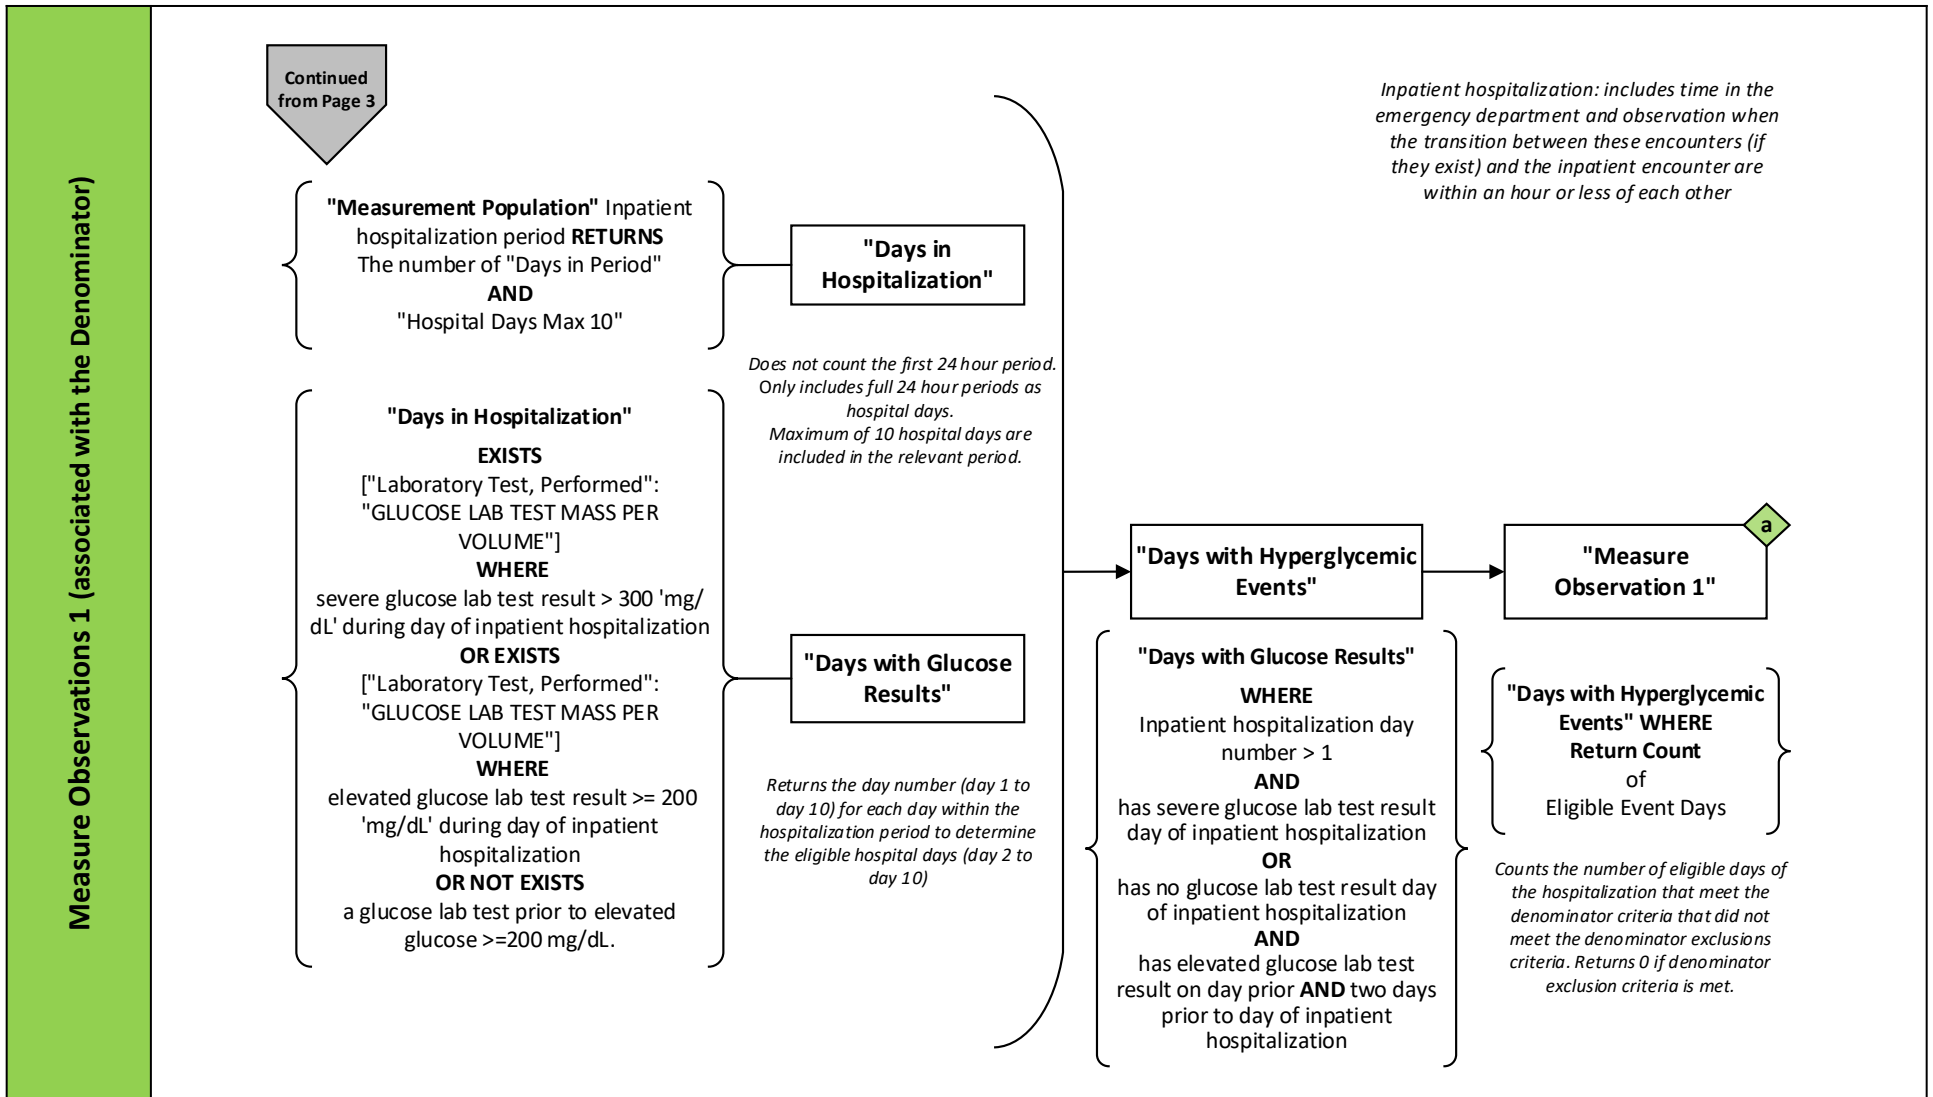 Measure Observations 1 (associated with the Denominator)
Continued
from Page 3
Inpatient hospitalization: includes time in the
emergency department and observation when
the transition between these encounters (if
they exist) and the inpatient encounter are
within an hour or less of each other
"Measurement Population" Inpatient
hospitalization period RETURNS
The number of "Days in Period"
AND
"Hospital Days Max 10"
"Days in
Hospitalization"
Does not count the first 24 hour period.
Only includes full 24 hour periods as
hospital days.
Maximum of 10 hospital days are
included in the relevant period.
"Days in Hospitalization"
EXISTS
["Laboratory Test, Performed":
"GLUCOSE LAB TEST MASS PER
VOLUME"]
WHERE
severe glucose lab test result > 300 'mg/
dL' during day of inpatient hospitalization
OR EXISTS
["Laboratory Test, Performed":
"GLUCOSE LAB TEST MASS PER
VOLUME"]
WHERE
elevated glucose lab test result >= 200
'mg/dL' during day of inpatient
hospitalization
OR NOT EXISTS
a glucose lab test prior to elevated
glucose >=200 mg/dL.
"Days with Glucose
Results"
Returns the day number (day 1 to
day 10) for each day within the
hospitalization period to determine
the eligible hospital days (day 2 to
day 10)
"Days with Hyperglycemic
Events"
"Days with Glucose Results"
WHERE
Inpatient hospitalization day
number > 1
AND
has severe glucose lab test result
day of inpatient hospitalization
OR
has no glucose lab test result day
of inpatient hospitalization
AND
has elevated glucose lab test
result on day prior AND two days
prior to day of inpatient
hospitalization
a
"Measure
Observation 1"
"Days with Hyperglycemic
Events" WHERE
Return Count
of
Eligible Event Days
Counts the number of eligible days of
the hospitalization that meet the
denominator criteria that did not
meet the denominator exclusions
criteria. Returns 0 if denominator
exclusion criteria is met.